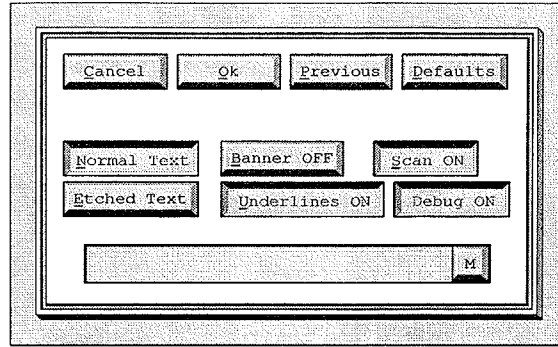 Cancel Ok Previous Defaults
Normal Text Banner OFF Scan ON
Etched Text Underlines ON Debug ON
M